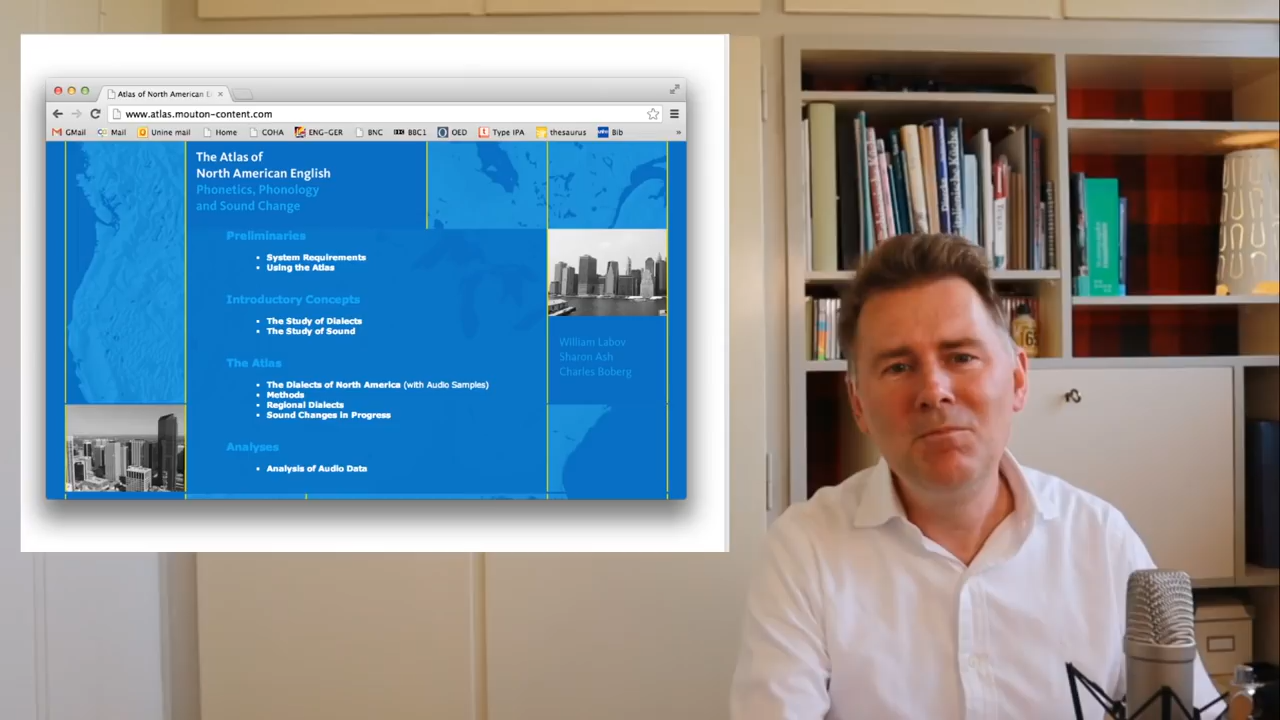 Atlas of North American E
www.atlas.mouton-content.com
GMail Mail Unine mail Home COHA ENG-GER BNC BBC1 OED Type IPA thesaurus Bib
The Atlas of
North American English
Phonetics, Phonology
and Sound Change
Preliminaries
System Requirements
Using the Atlas
Introductory Concepts
The Study of Dialects
The Study of Sound
The Atlas
The Dialects of North America (with Audio Samples)
Methods
Regional Dialects
Sound Changes in Progress
Analyses
Analysis of Audio Data
William Labov
Sharon Ash
Charles Boberg